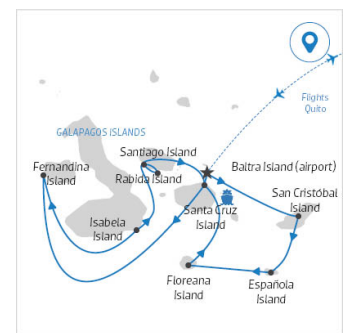 Flights
Quito
GALAPAGOS ISLANDS
Santiago Island
Baltra Island (airport)
Fernandina
Island
Rabida Island
San Cristóbal
Island
Santa Cruz
Island
Isabela
Island
Floreana
Island
Española
Island